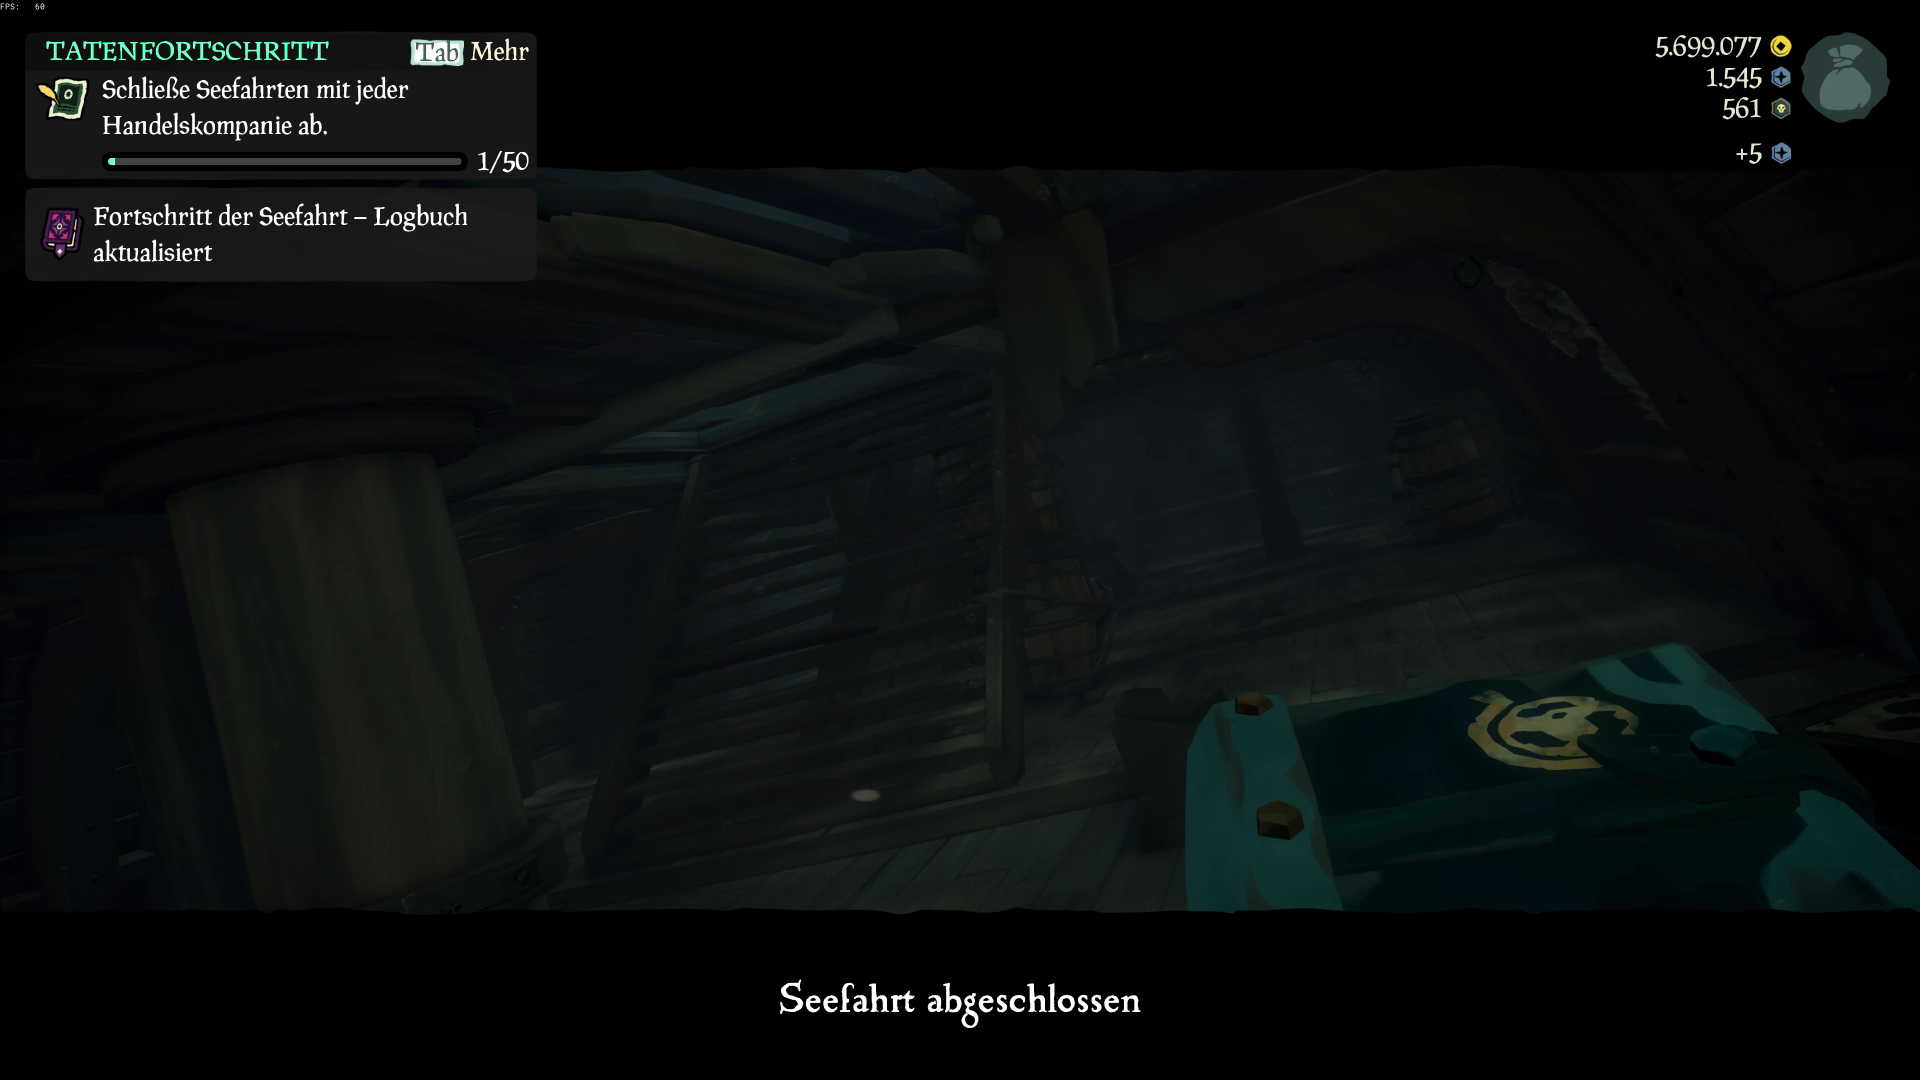 FPS: 60
TATENFORTSCHRITT Tab Mehr
Schließe Seefahrten mit jeder
Handelskompanie ab.
1/50
Fortschritt der Seefahrt – Logbuch
aktualisiert
5.699.077
1.545
561
+5
Seefahrt abgeschlossen